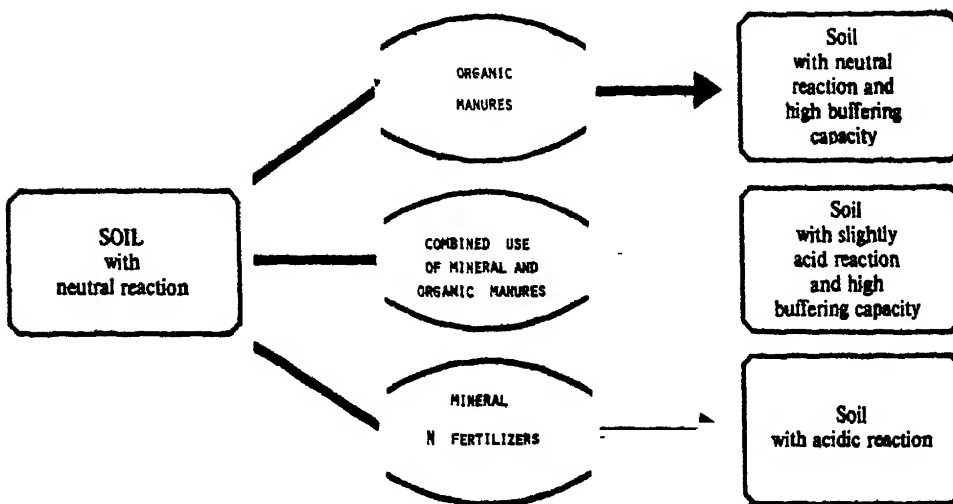 SOIL
with
neutral reaction
ORGANIC
MANURES
Soil
with neutral
reaction and
high buffering
capacity
COMBINED USE
OF MINERAL AND
ORGANIC MANURES
Soil
with slightly
acid reaction
and high
buffering capacity
MINERAL
N FERTILIZERS
Soil
with acidic reaction